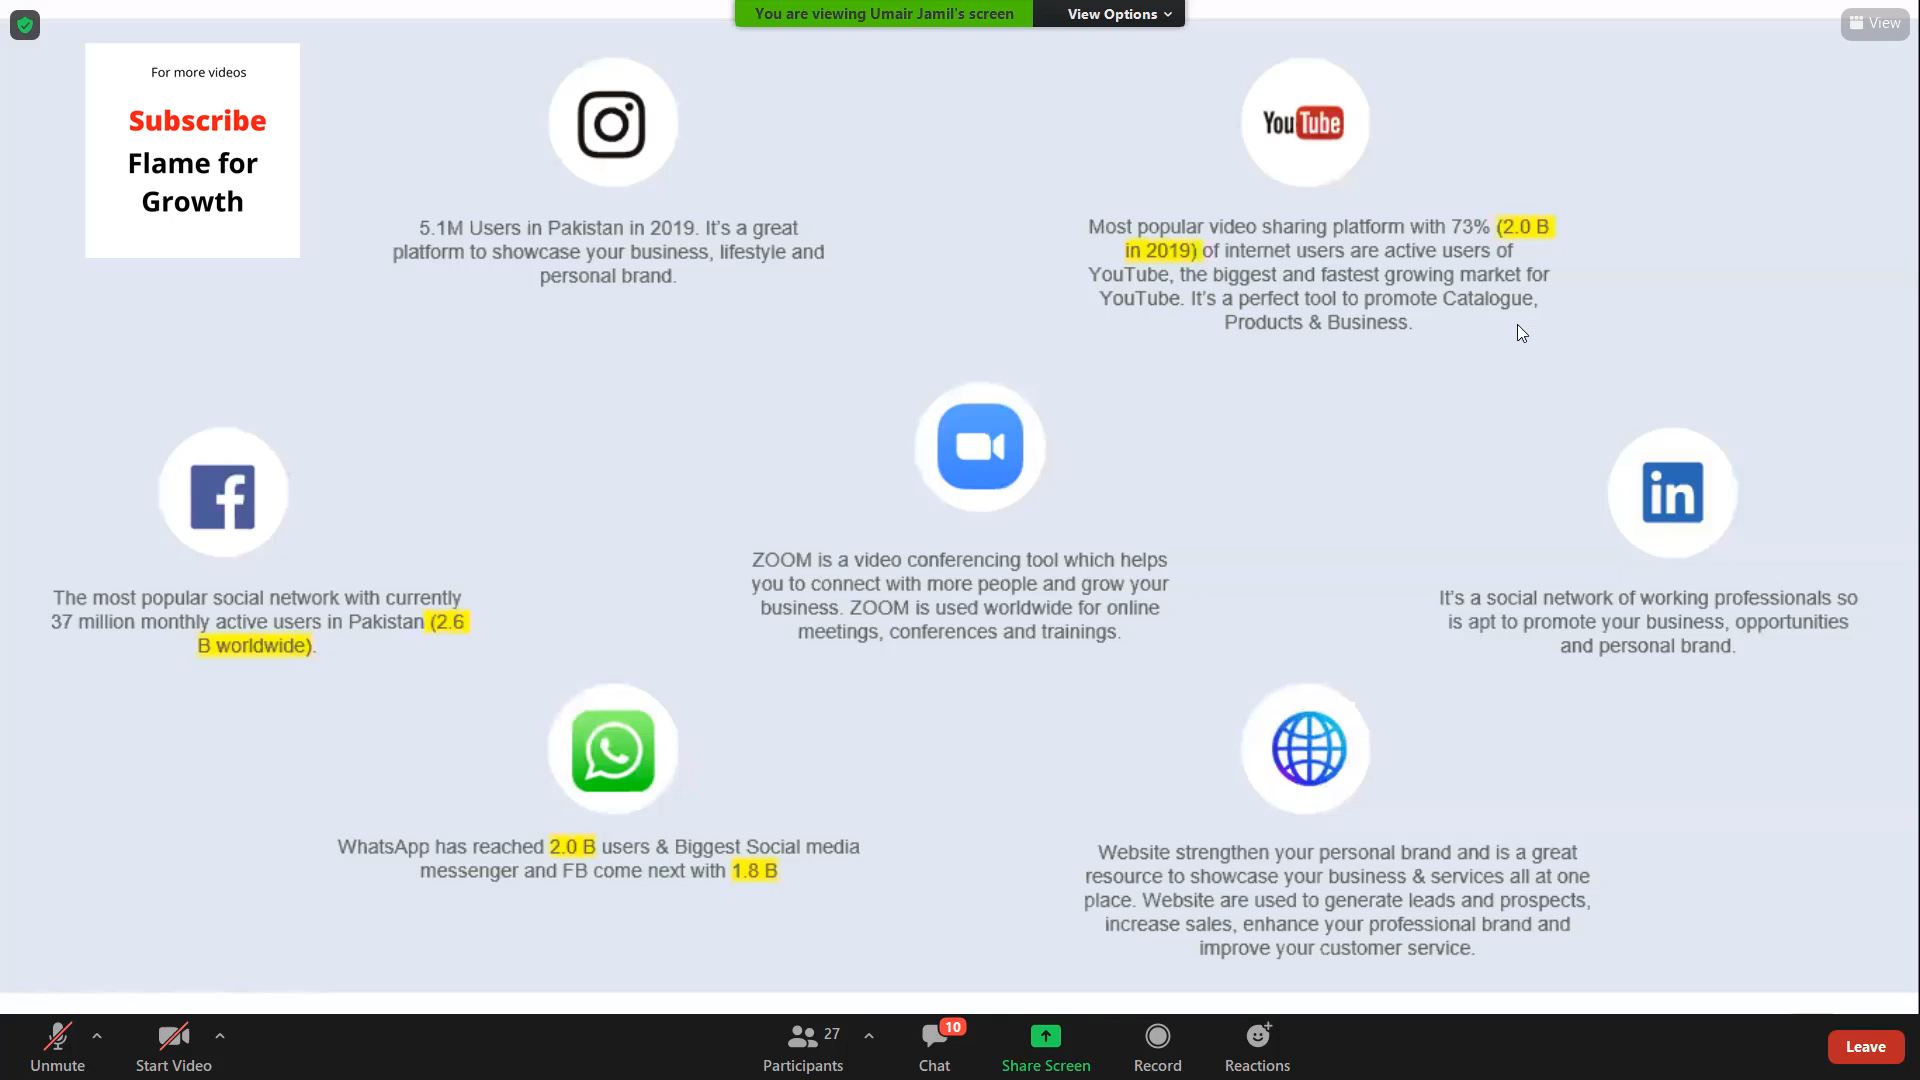 You are viewing Umair Jamil's screen
View Options
View
For more videos
Subscribe
Flame for
Growth
5.1M Users in Pakistan in 2019. It's a great
platform to showcase your business, lifestyle and
personal brand.
YouTube
Most popular video sharing platform with 73% (2.0 B
in 2019) of internet users are active users of
YouTube, the biggest and fastest growing market for
YouTube. It's a perfect tool to promote Catalogue,
Products & Business.
f
The most popular social network with currently
37 million monthly active users in Pakistan (2.6
B worldwide).
ZOOM is a video conferencing tool which helps
you to connect with more people and grow your
business. ZOOM is used worldwide for online
meetings, conferences and trainings.
in
It's a social network of working professionals so
is apt to promote your business, opportunities
and personal brand.
WhatsApp has reached 2.0 B users & Biggest Social media
messenger and FB come next with 1.8 B
Website strengthen your personal brand and is a great
resource to showcase your business & services all at one
place. Website are used to generate leads and prospects,
increase sales, enhance your professional brand and
improve your customer service.
Unmute
Start Video
27
Participants
10
Chat
Share Screen
Record
Reactions
Leave